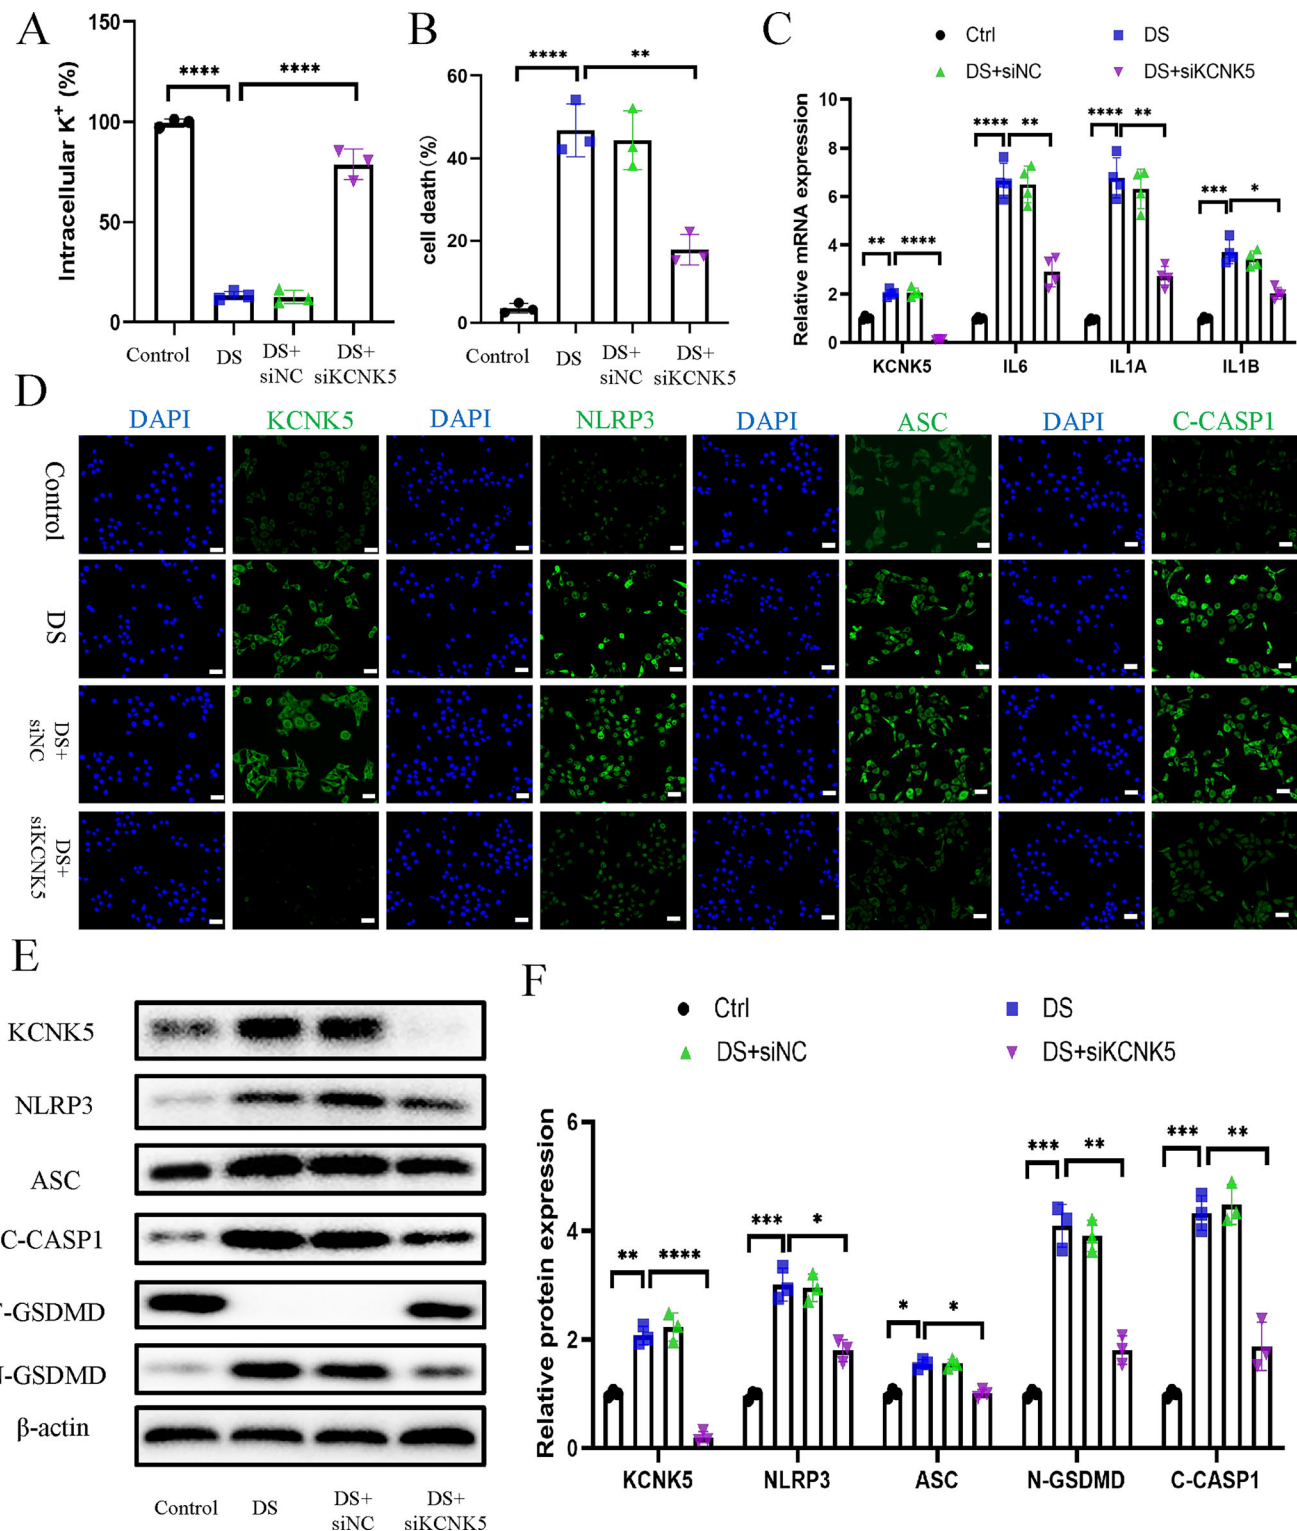 A
Intracellular K+ (%)
150
100
50
0
****
****
Control
DS
DS+
siNC
DS+
siKCNK5
B
cell death(%)
60
40
20
0
****
**
Control
DS
DS+
siNC
DS+
siKCNK5
C
Ctrl
DS
DS+siNC
DS+siKCNK5
Relative mRNA expression
10
8
6
4
2
0
** ****
**** **
**** **
*** *
KCNK5 IL6 IL1A IL1B
D
DAPI KCNK5 DAPI NLRP3 DAPI ASC DAPI C-CASP1
Control
DS
DS+
siNC
DS+
siKCNK5
E
KCNK5
NLRP3
ASC
C-CASP1
-GSDMD
N-GSDMD
β-actin
Control
DS
DS+
siNC
DS+
siKCNK5
F
Ctrl
DS
DS+siNC
DS+siKCNK5
Relative protein expression
6
4
2
0
** ****
*** *
* *
*** **
*** **
KCNK5 NLRP3 ASC N-GSDMD C-CASP1